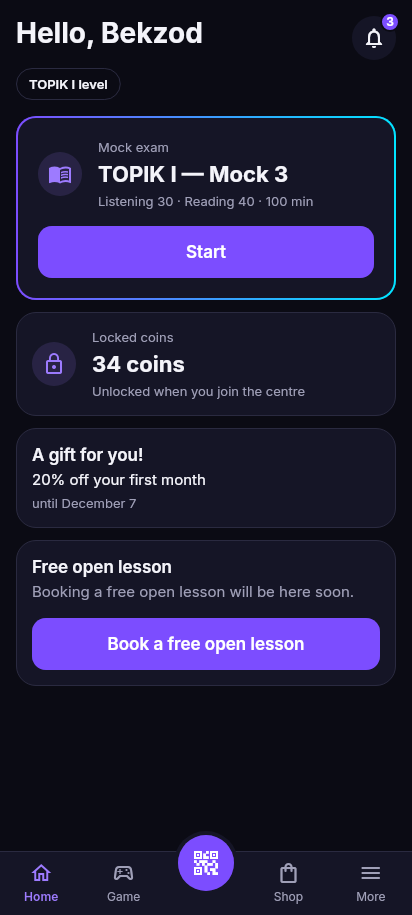 Hello, Bekzod
3
TOPIK I level
Mock exam
TOPIK I — Mock 3
Listening 30 · Reading 40 · 100 min
Start
Locked coins
34 coins
Unlocked when you join the centre
A gift for you!
20% off your first month
until December 7
Free open lesson
Booking a free open lesson will be here soon.
Book a free open lesson
Home
Game
Shop
More